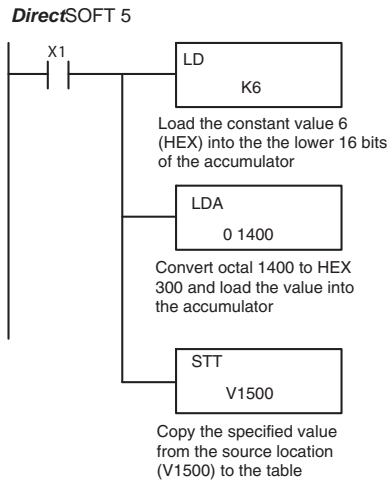 DirectSOFT 5
X1
LD
K6
Load the constant value 6
(HEX) into the the lower 16 bits
of the accumulator
LDA
0 1400
Convert octal 1400 to HEX
300 and load the value into
the accumulator
STT
V1500
Copy the specified value
from the source location
(V1500) to the table